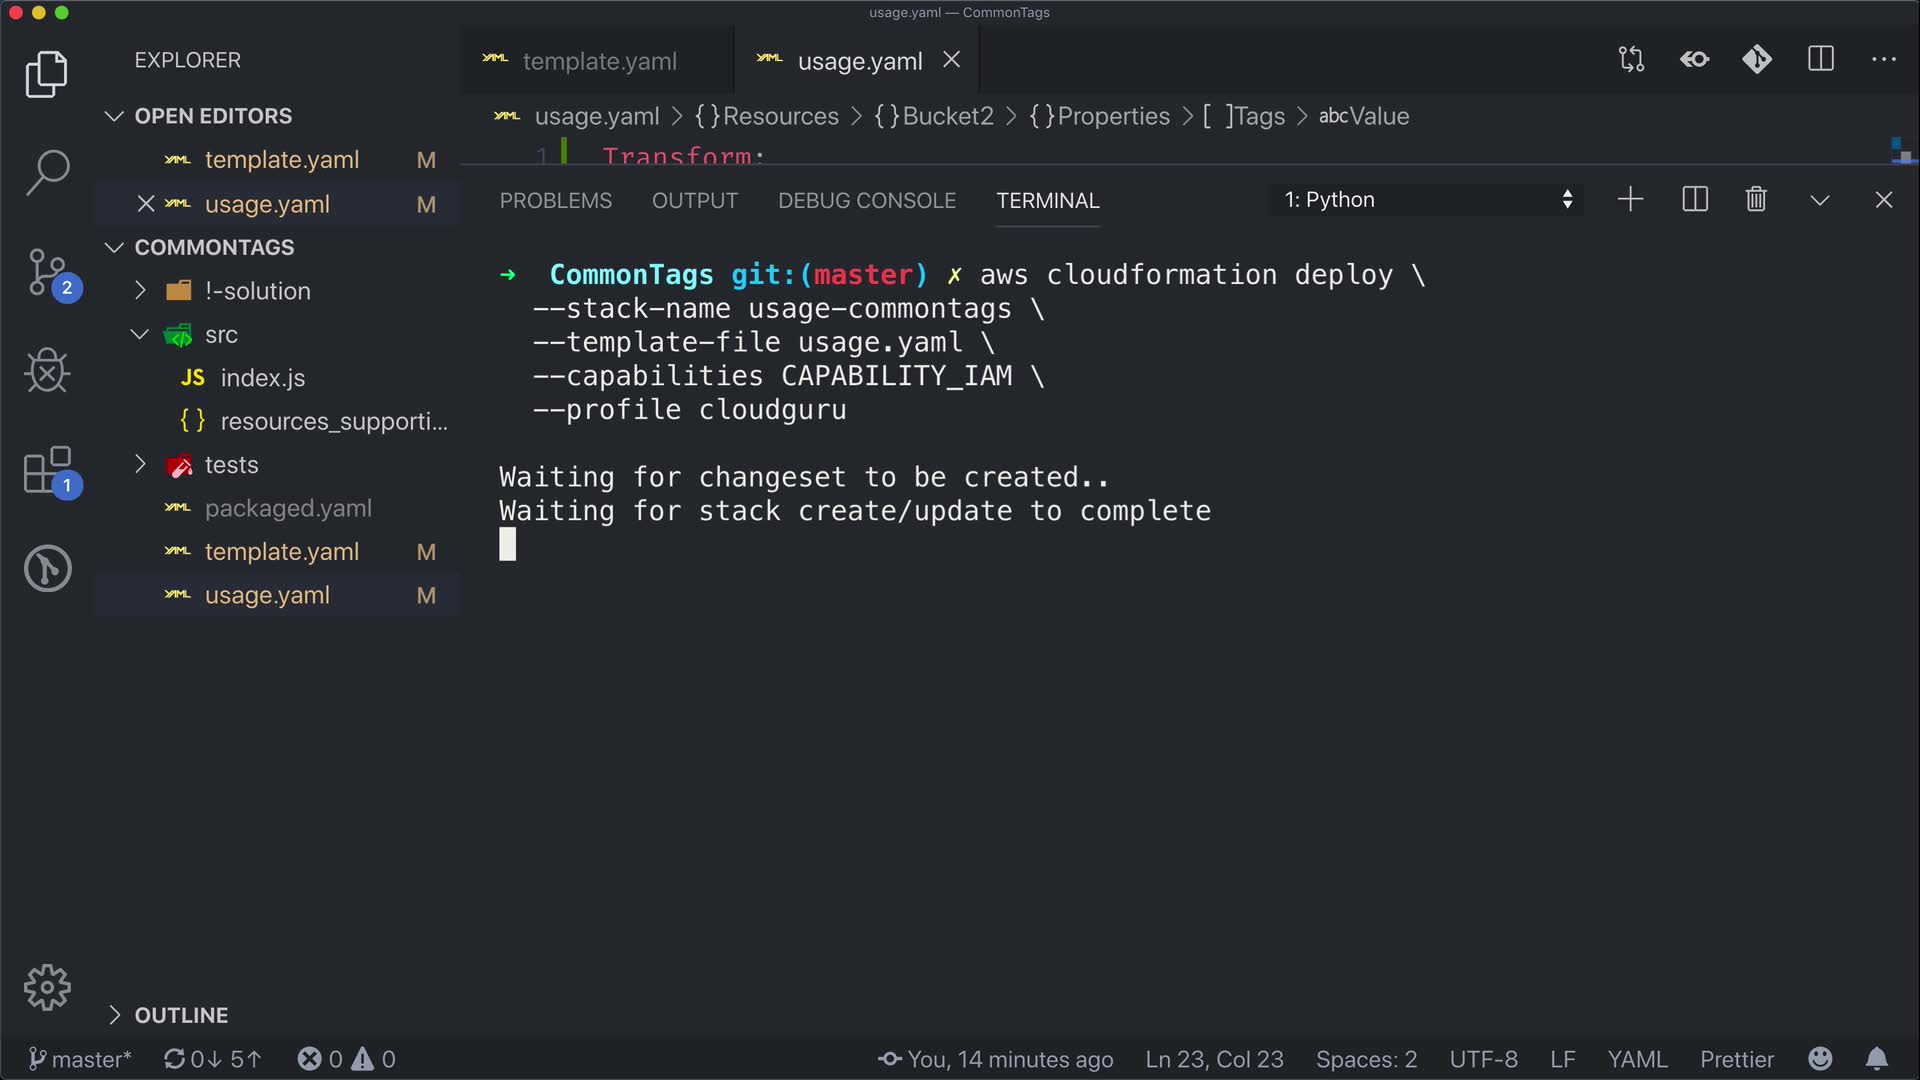 usage.yaml — CommonTags
EXPLORER
OPEN EDITORS
template.yaml M
usage.yaml M
COMMONTAGS
!-solution
src
JS index.js
{ } resources_supporti...
tests
packaged.yaml
template.yaml M
usage.yaml M
OUTLINE
2
1
template.yaml
usage.yaml
usage.yaml > {} Resources > {} Bucket2 > {} Properties > [ ] Tags > abc Value
1 Transform:
PROBLEMS OUTPUT DEBUG CONSOLE TERMINAL 1: Python
→ CommonTags git:(master) ✗ aws cloudformation deploy \
--stack-name usage-commontags \
--template-file usage.yaml \
--capabilities CAPABILITY_IAM \
--profile cloudguru
Waiting for changeset to be created..
Waiting for stack create/update to complete
master* 0↓ 5↑ 0 0 You, 14 minutes ago Ln 23, Col 23 Spaces: 2 UTF-8 LF YAML Prettier